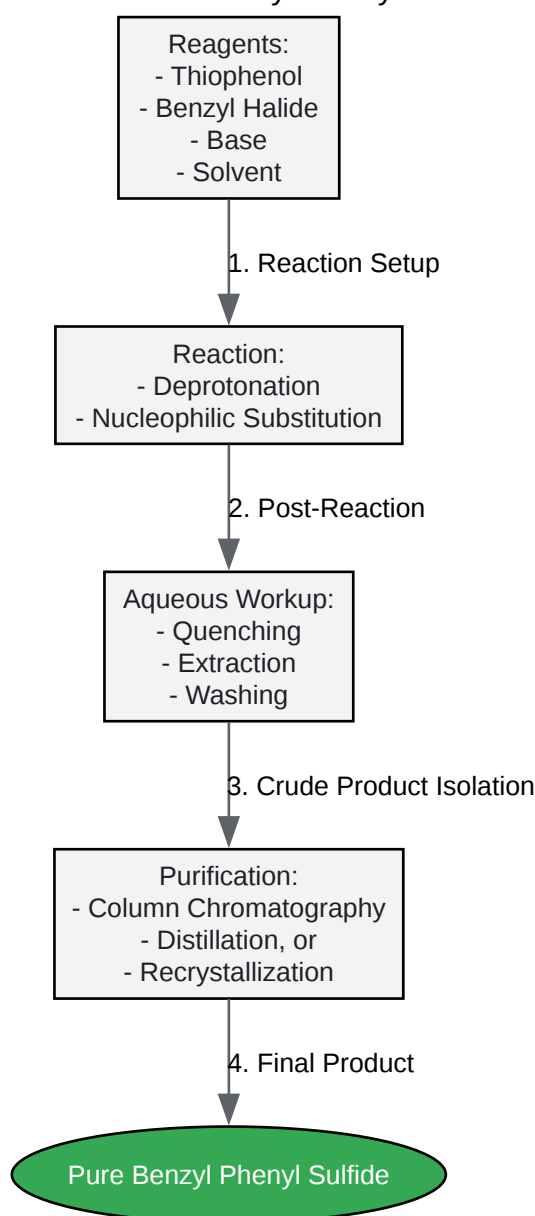 Reagents:
- Thiophenol
- Benzyl Halide
- Base
- Solvent
1. Reaction Setup
Reaction:
- Deprotonation
- Nucleophilic Substitution
2. Post-Reaction
Aqueous Workup:
- Quenching
- Extraction
- Washing
3. Crude Product Isolation
Purification:
- Column Chromatography
- Distillation, or
- Recrystallization
4. Final Product
Pure Benzyl Phenyl Sulfide